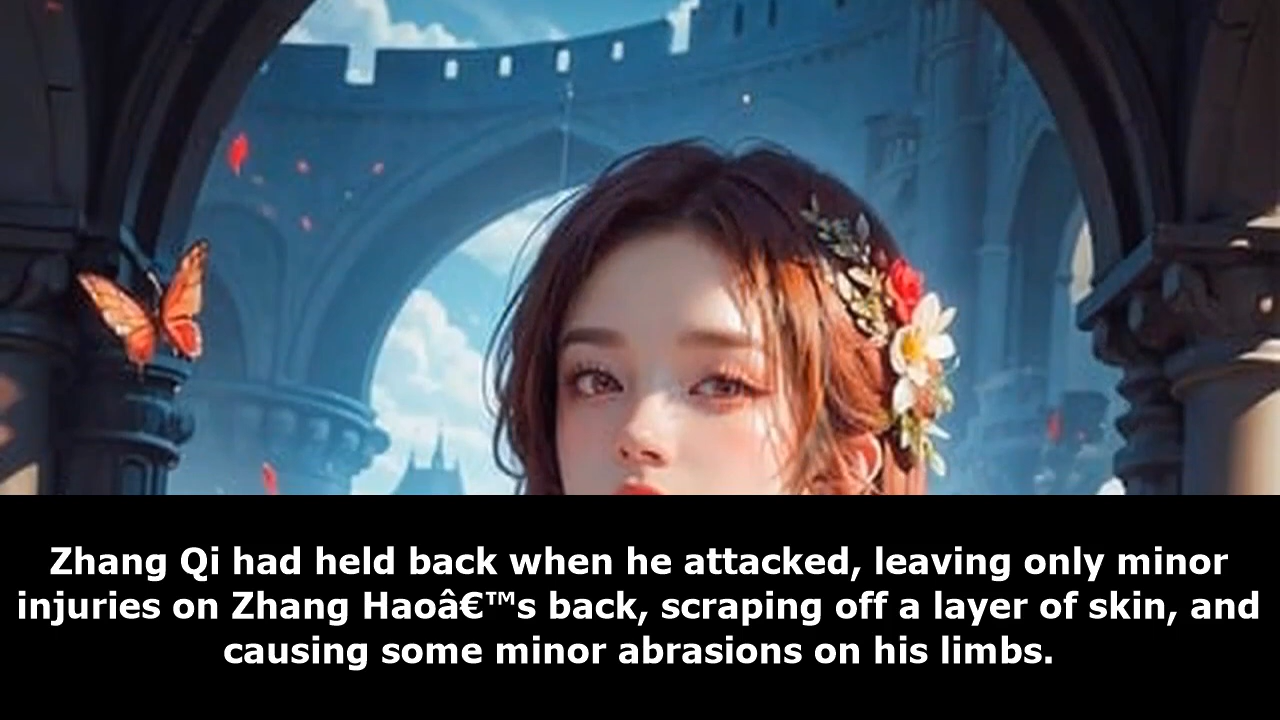 Zhang Qi had held back when he attacked, leaving only minor
injuries on Zhang Haoâ€™s back, scraping off a layer of skin, and
causing some minor abrasions on his limbs.